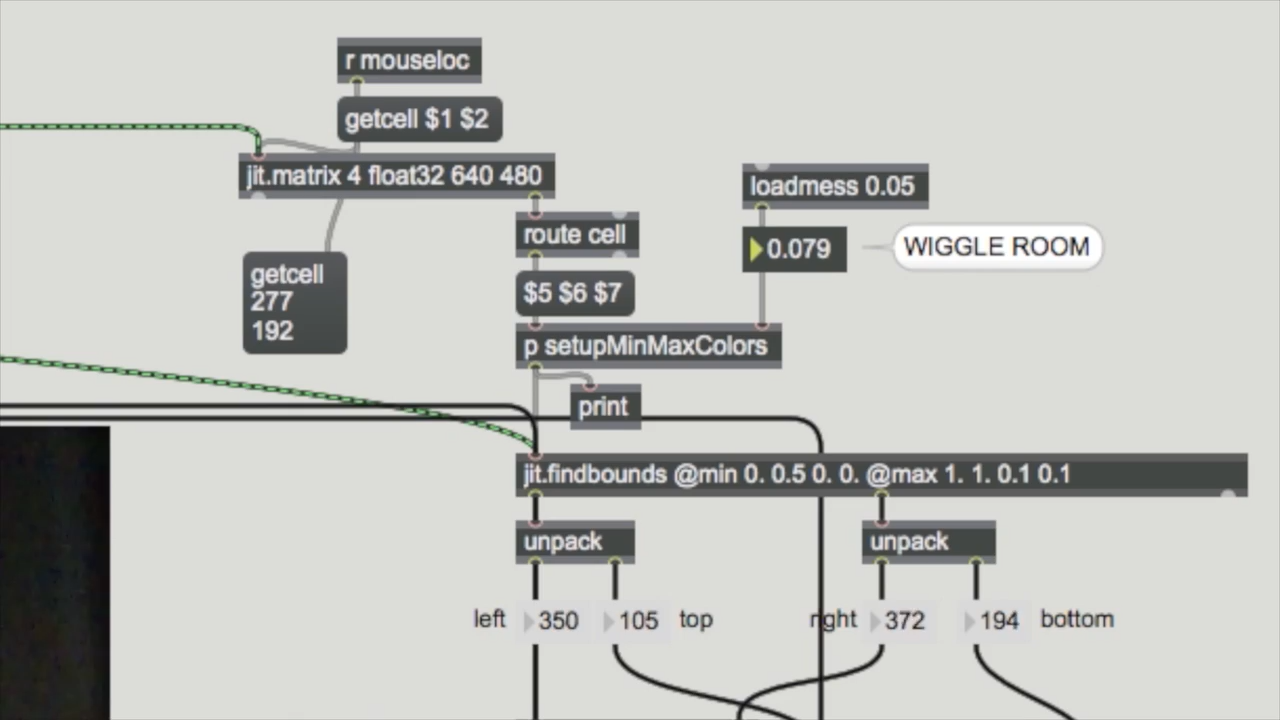 r mouseloc
getcell $1 $2
jit.matrix 4 float32 640 480
loadmess 0.05
route cell
0.079
WIGGLE ROOM
getcell
277
192
$5 $6 $7
p setupMinMaxColors
print
jit.findbounds @min 0. 0.5 0. 0. @max 1. 1. 0.1 0.1
unpack
unpack
left 350 105 top
right 372 194 bottom